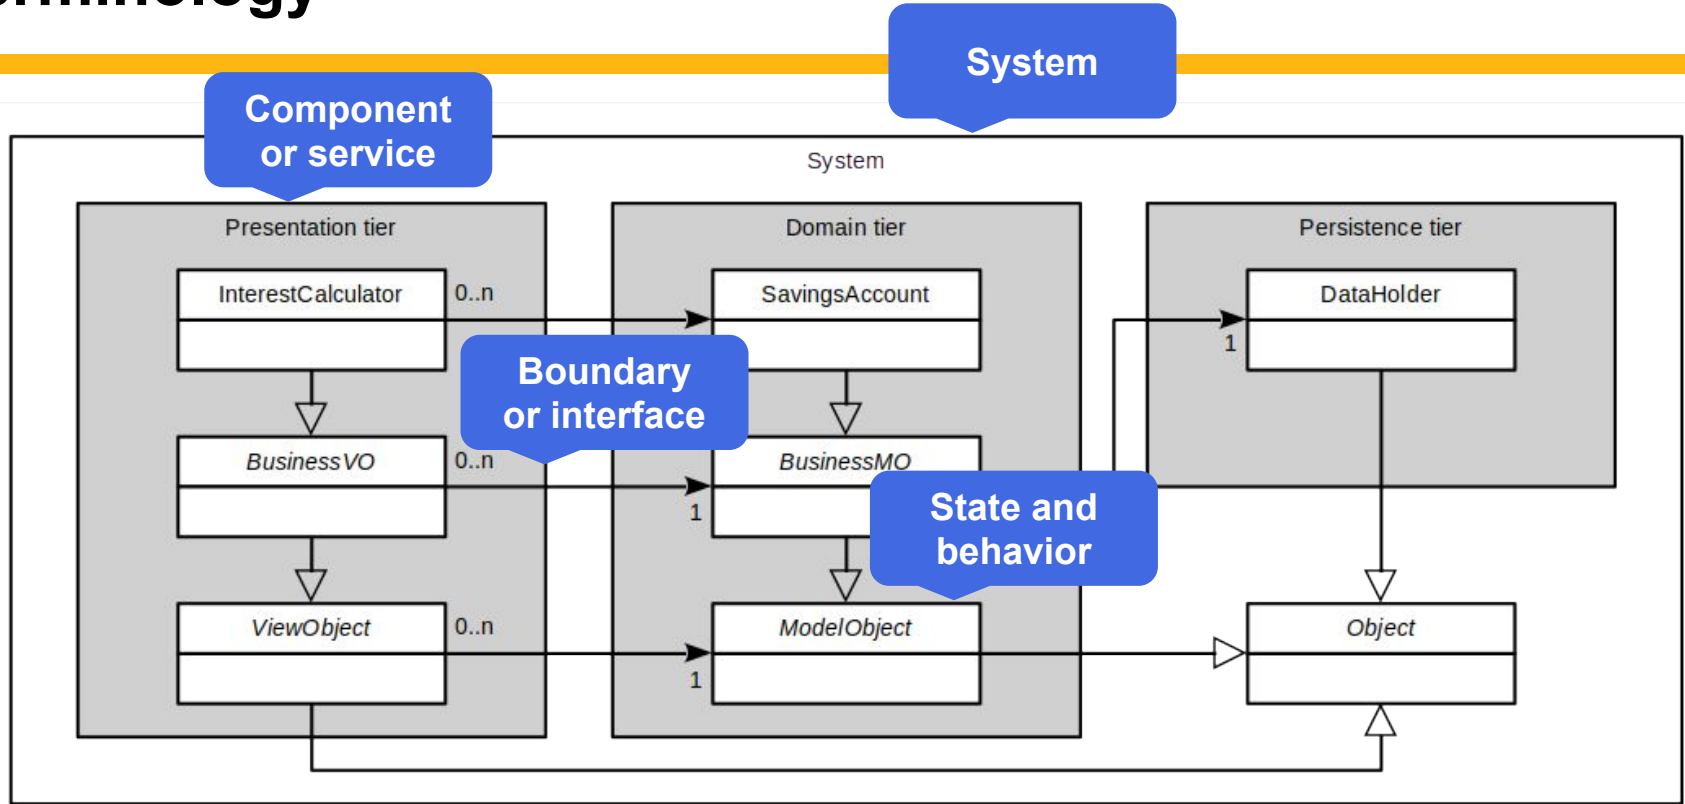 System
Component
or service
System
Presentation tier
Domain tier
Persistence tier
InterestCalculator
0..n
SavingsAccount
DataHolder
1
Boundary
or interface
BusinessVO
0..n
BusinessMO
1
State and
behavior
ViewObject
0..n
ModelObject
Object
1